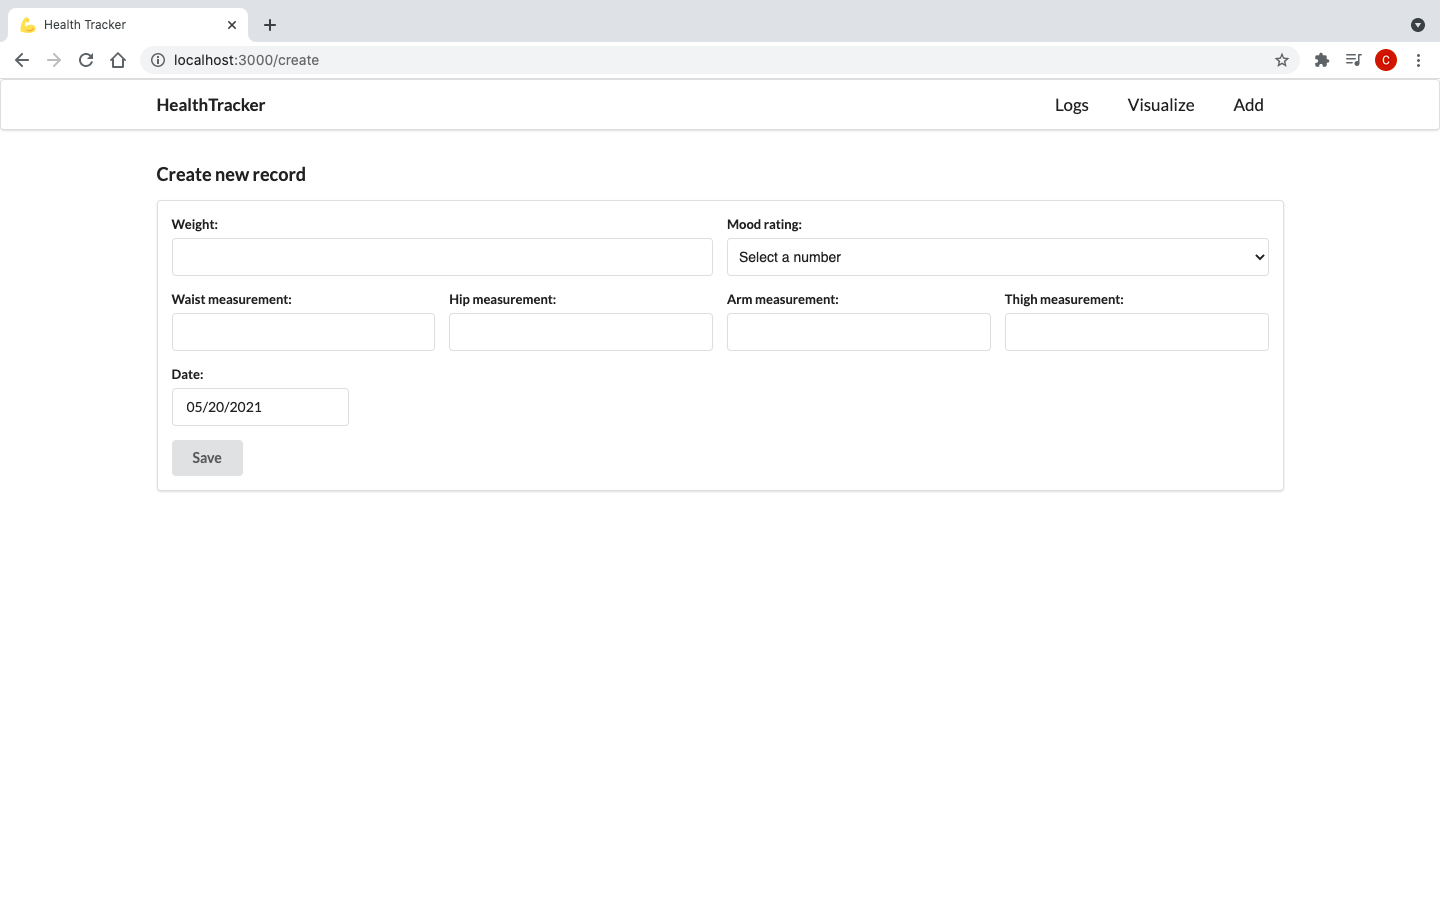 Health Tracker
localhost:3000/create
C
HealthTracker
Logs Visualize Add
Create new record
Weight: Mood rating:
Select a number
Waist measurement: Hip measurement: Arm measurement: Thigh measurement:
Date:
05/20/2021
Save